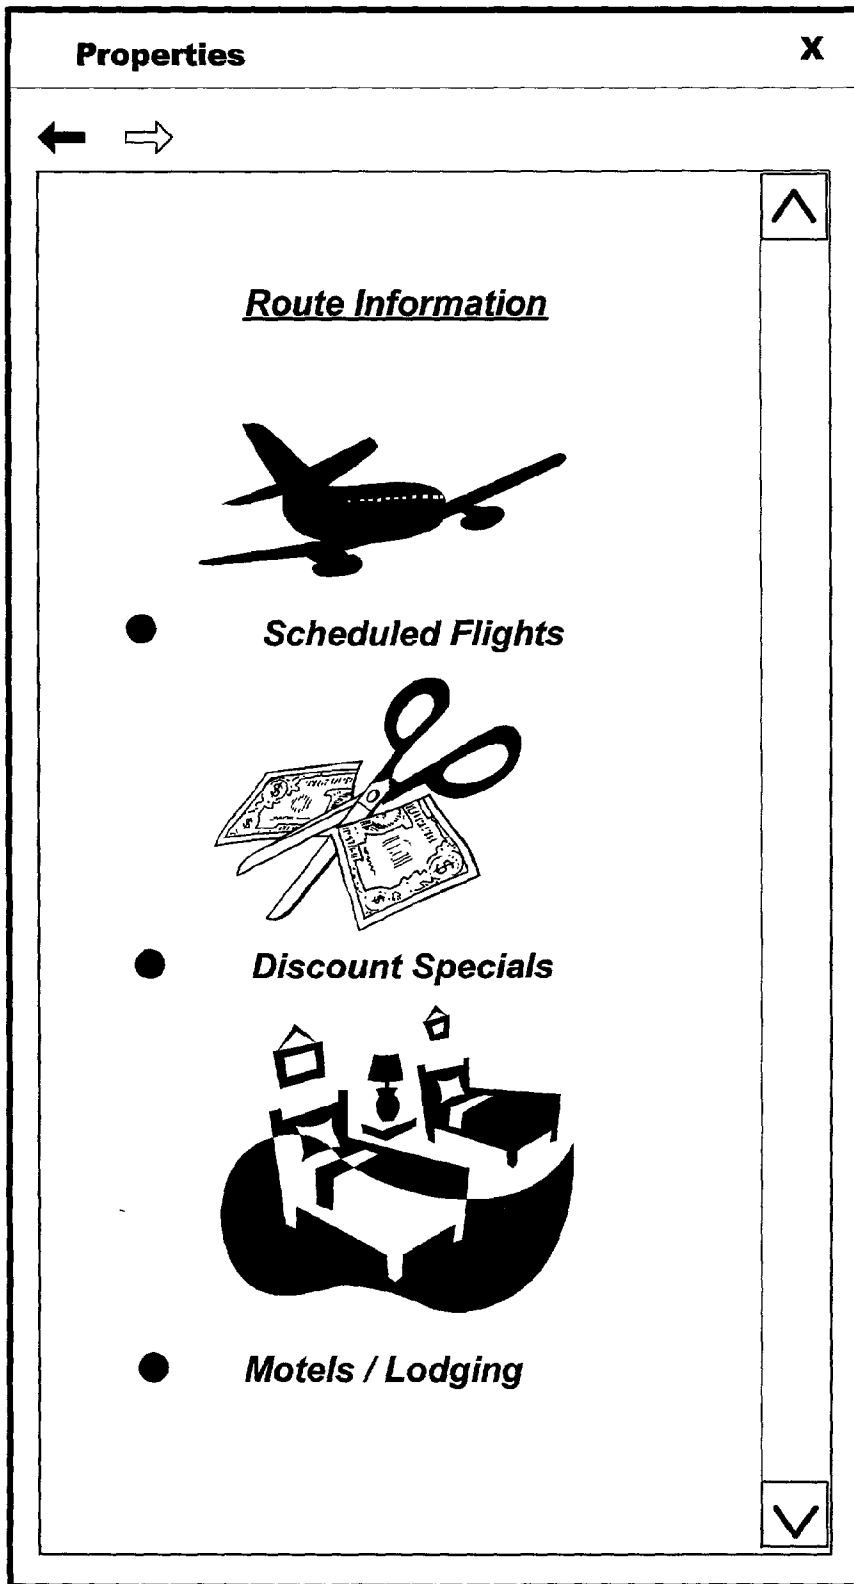 Properties
X
Route Information
Scheduled Flights
Discount Specials
Motels / Lodging